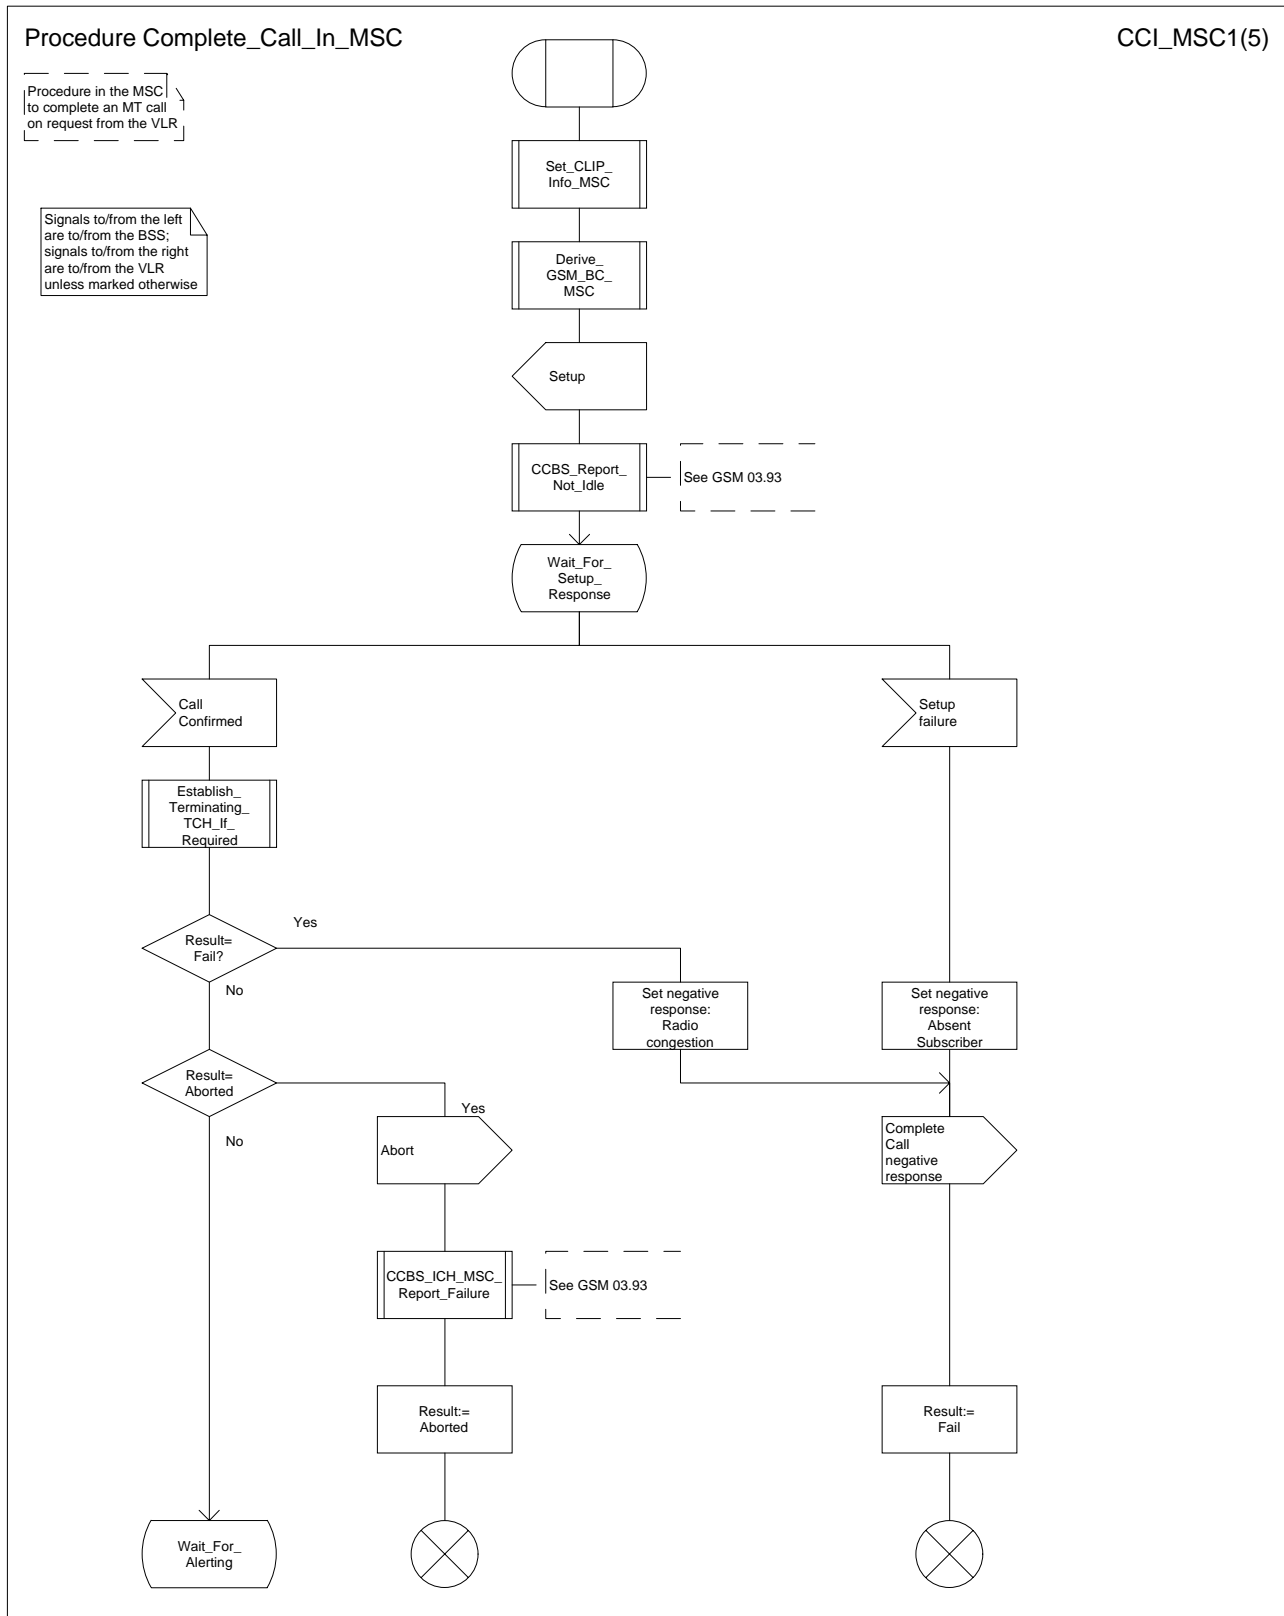 Procedure Complete_Call_In_MSC
CCI_MSC1(5)
Procedure in the MSC
to complete an MT call
on request from the VLR
Signals to/from the left
are to/from the BSS;
signals to/from the right
are to/from the VLR
unless marked otherwise
Set_CLIP_
Info_MSC
Derive_
GSM_BC_
MSC
Setup
CCBS_Report_
Not_Idle
See GSM 03.93
Wait_For_
Setup_
Response
Call
Confirmed
Setup
failure
Establish_
Terminating_
TCH_If_
Required
Result=
Fail?
Yes
No
Set negative
response:
Radio
congestion
Set negative
response:
Absent
Subscriber
Result=
Aborted
Yes
No
Abort
Complete
Call
negative
response
CCBS_ICH_MSC_
Report_Failure
See GSM 03.93
Result:=
Aborted
Result:=
Fail
Wait_For_
Alerting